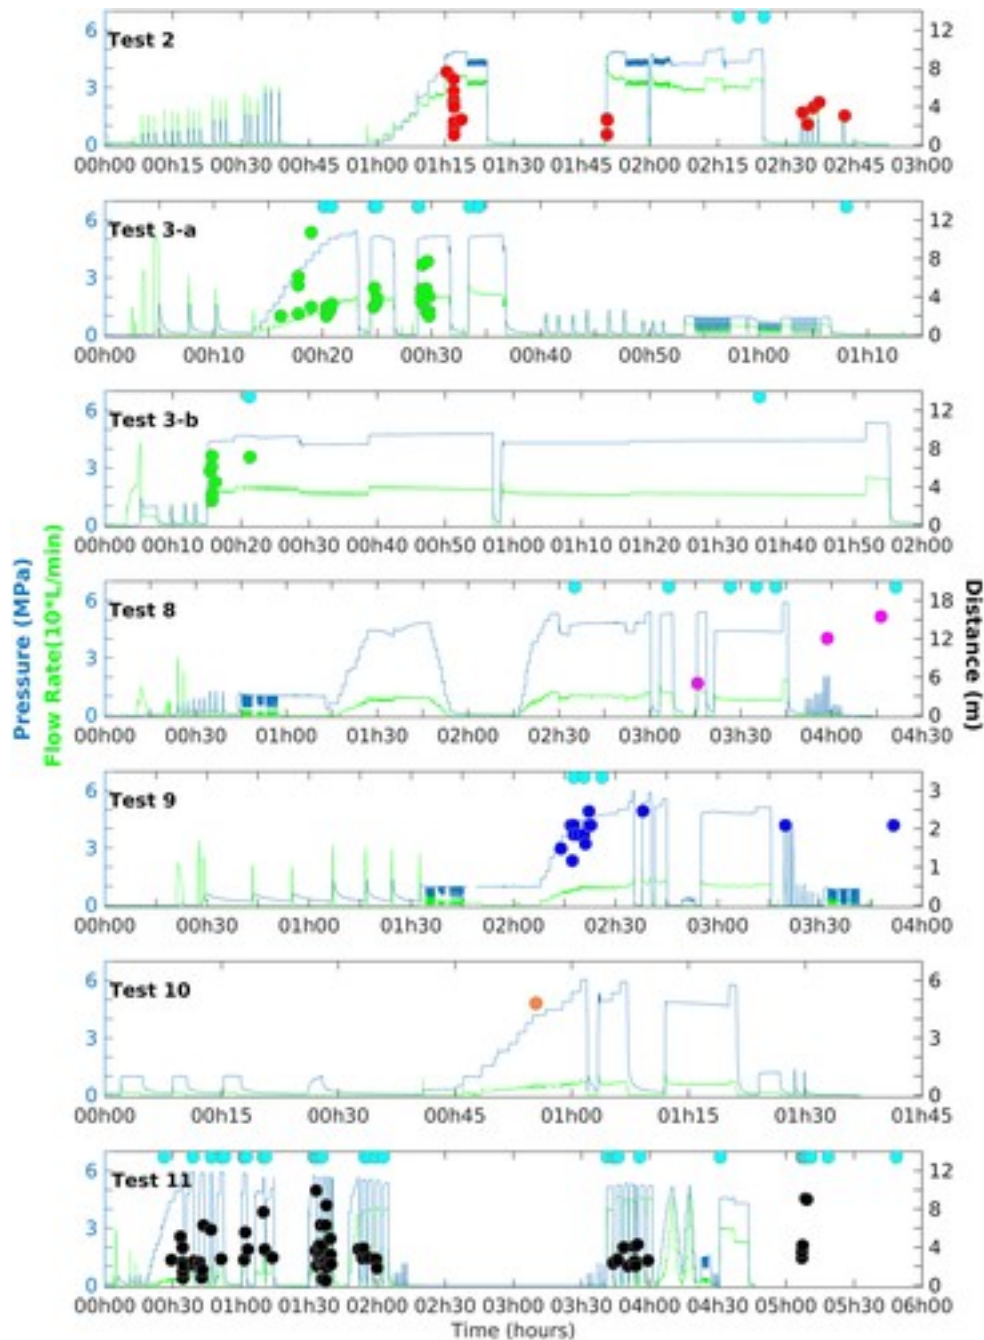 Test 2
6 3 0
12 8 4 0
00h00 00h15 00h30 00h45 01h00 01h15 01h30 01h45 02h00 02h15 02h30 02h45 03h00
Test 3-a
6 3 0
12 8 4 0
00h00 00h10 00h20 00h30 00h40 00h50 01h00 01h10
Test 3-b
6 3 0
12 8 4 0
00h00 00h10 00h20 00h30 00h40 00h50 01h00 01h10 01h20 01h30 01h40 01h50 02h00
Pressure (MPa)
Flow Rate(10*L/min)
Distance (m)
Test 8
6 3 0
18 12 6 0
00h00 00h30 01h00 01h30 02h00 02h30 03h00 03h30 04h00 04h30
Test 9
6 3 0
3 2 1 0
00h00 00h30 01h00 01h30 02h00 02h30 03h00 03h30 04h00
Test 10
6 3 0
6 3 0
00h00 00h15 00h30 00h45 01h00 01h15 01h30 01h45
Test 11
6 3 0
12 8 4 0
00h00 00h30 01h00 01h30 02h00 02h30 03h00 03h30 04h00 04h30 05h00 05h30 06h00
Time (hours)